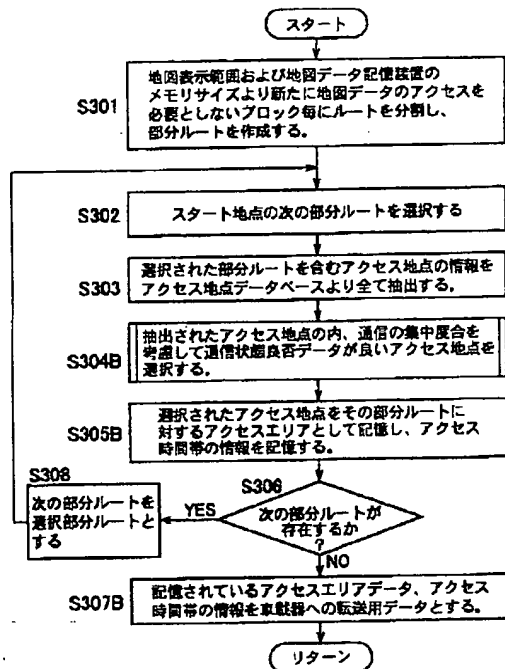 スタート
S301
地図表示範囲および地図データ記憶装置の
メモリサイズより新たに地図データのアクセスを
必要としないブロック毎にルートを分割し、
部分ルートを作成する。
S302
スタート地点の次の部分ルートを選択する
S303
選択された部分ルートを含むアクセス地点の情報を
アクセス地点データベースより全て抽出する。
S304B
抽出されたアクセス地点の内、通信の集中度合を
考慮して通信状態良否データが良いアクセス地点を
選択する。
S305B
選択されたアクセス地点をその部分ルートに
対するアクセスエリアとして記憶し、アクセス
時間帯の情報を記憶する。
S308
次の部分ルートを
選択部分ルートと
する
YES
S306
次の部分ルートが
存在するか
?
NO
S307B
記憶されているアクセスエリアデータ、アクセス
時間帯の情報を車載器への転送用データとする。
リターン